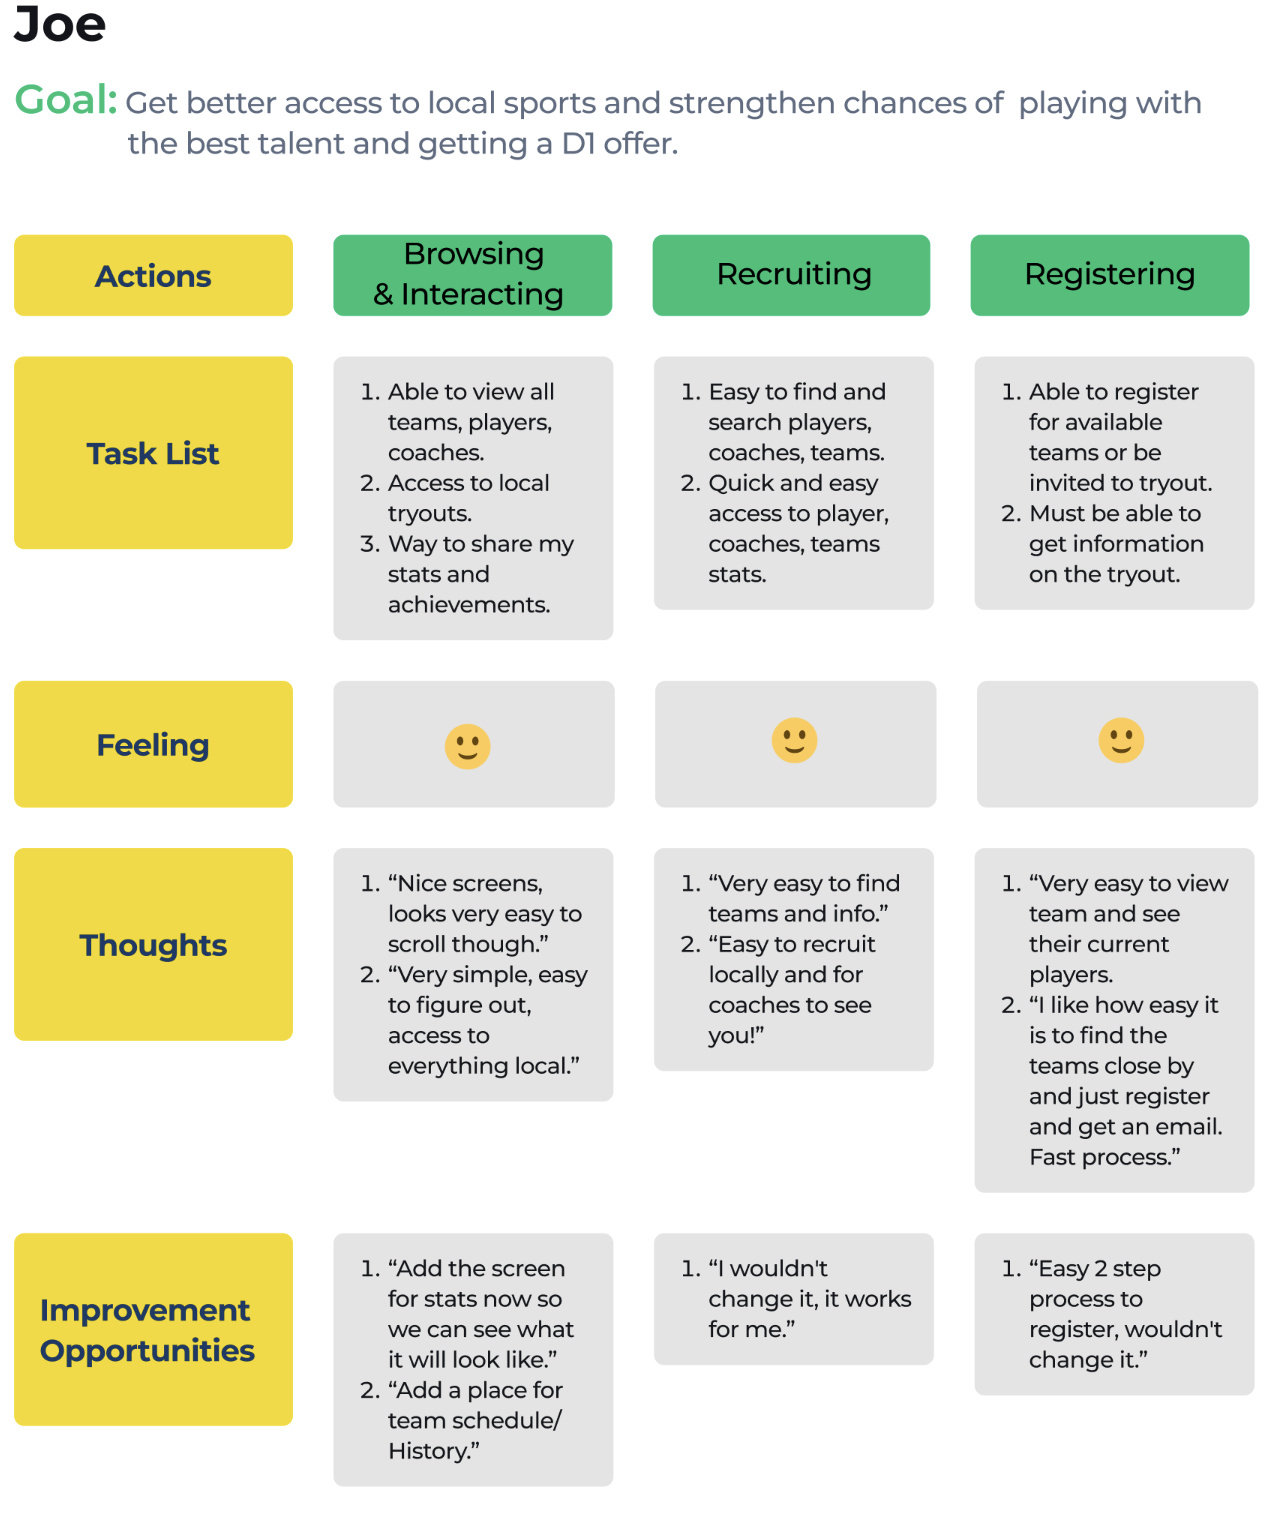 Joe
Goal: Get better access to local sports and strengthen chances of playing with
the best talent and getting a D1 offer.
Actions
Browsing
& Interacting
Recruiting
Registering
Task List
1. Able to view all
teams, players,
coaches.
2. Access to local
tryouts.
3. Way to share my
stats and
achievements.
1. Easy to find and
search players,
coaches, teams.
2. Quick and easy
access to player,
coaches, teams
stats.
1. Able to register
for available
teams or be
invited to tryout.
2. Must be able to
get information
on the tryout.
Feeling
Thoughts
1. “Nice screens,
looks very easy to
scroll though.”
2. “Very simple, easy
to figure out,
access to
everything local.”
1. “Very easy to find
teams and info.”
2. “Easy to recruit
locally and for
coaches to see
you!”
1. “Very easy to view
team and see
their current
players.
2. “I like how easy it
is to find the
teams close by
and just register
and get an email.
Fast process.”
Improvement
Opportunities
1. “Add the screen
for stats now so
we can see what
it will look like.”
2. “Add a place for
team schedule/
History.”
1. “I wouldn't
change it, it works
for me.”
1. “Easy 2 step
process to
register, wouldn't
change it.”